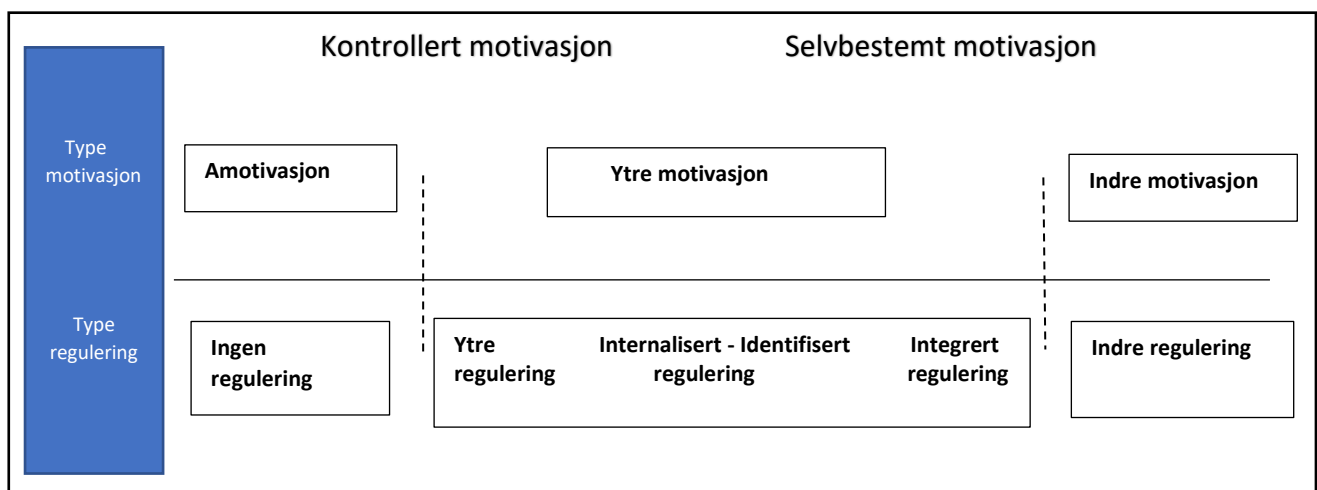 Kontrollert motivasjon Selvbestemt motivasjon
Type
motivasjon
Amotivasjon Ytre motivasjon Indre motivasjon
Type
regulering
Ingen
regulering
Ytre Internalisert - Identifisert Integrert
regulering regulering regulering
Indre regulering